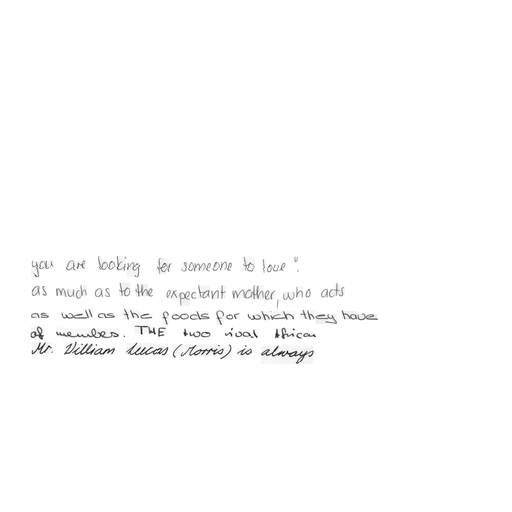 you are looking for someone to love ".
as much as to the expectant mother, who acts
as well as the foods for which they have
of members. THE two rival African
Mr. William Lucas (Morris) is always